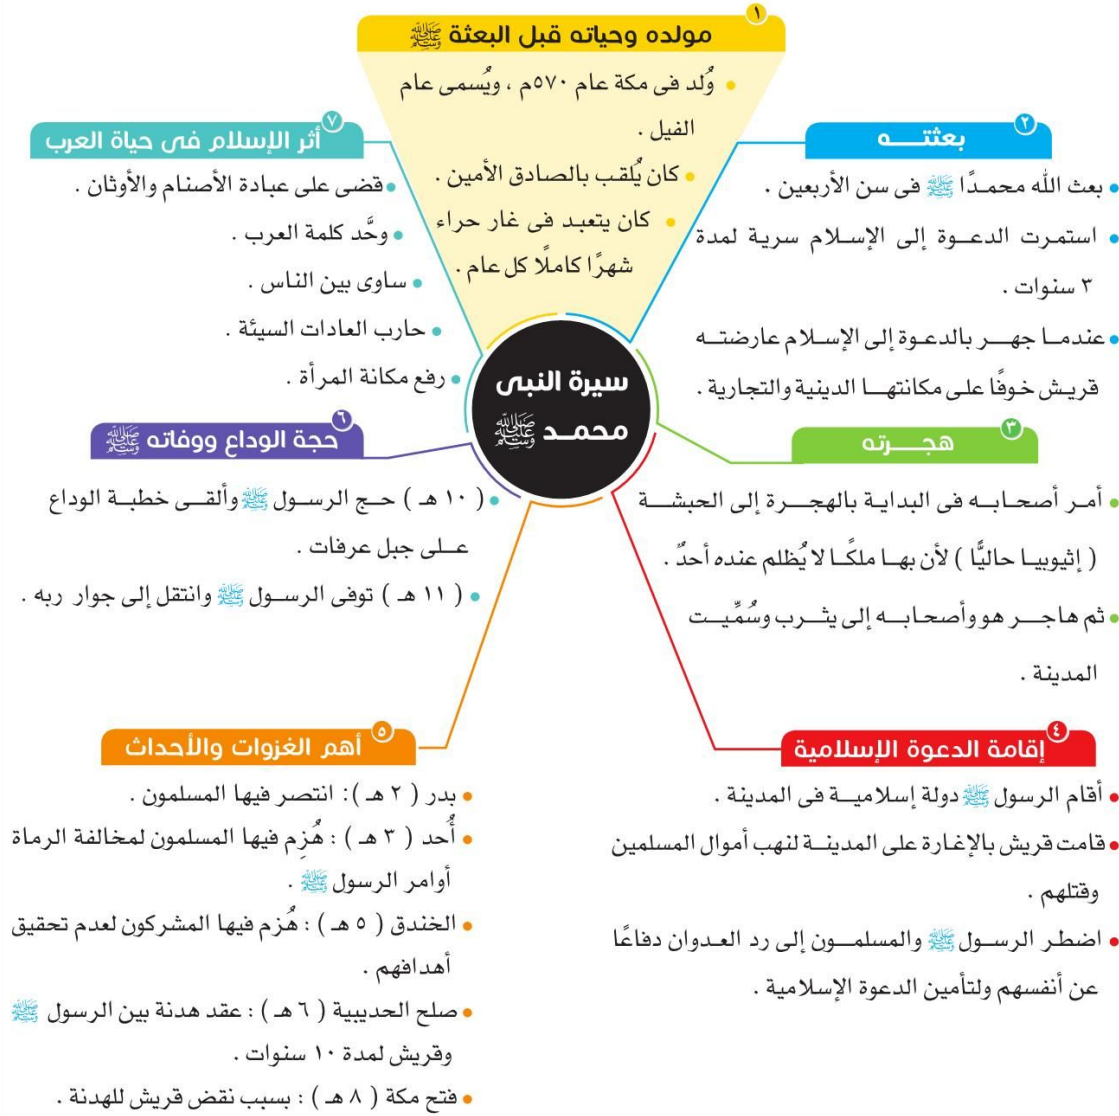 سيرة النبى
محمـد ﷺ
١
مولده وحياته قبل البعثة ﷺ
• وُلد فى مكة عام ٥٧٠م ، ويُسمى عام
الفيل .
• كان يُلقب بالصادق الأمين .
• كان يتعبد فى غار حراء
شهرًا كاملًا كل عام .
٢
بعثتـه
• بعث الله محمدًا ﷺ فى سن الأربعين .
• استمرت الدعوة إلى الإسلام سرية لمدة
٣ سنوات .
• عندما جهر بالدعوة إلى الإسلام عارضته
قريش خوفًا على مكانتها الدينية والتجارية .
٣
هجرته
• أمر أصحابه فى البداية بالهجرة إلى الحبشة
( إثيوبيا حاليًّا ) لأن بها ملكًا لا يُظلم عنده أحدٌ .
• ثم هاجر هو وأصحابه إلى يثرب وسُمِّيت
المدينة .
٤
إقامة الدعوة الإسلامية
• أقام الرسول ﷺ دولة إسلامية فى المدينة .
• قامت قريش بالإغارة على المدينة لنهب أموال المسلمين
وقتلهم .
• اضطر الرسول ﷺ والمسلمون إلى رد العدوان دفاعًا
عن أنفسهم ولتأمين الدعوة الإسلامية .
٥
أهم الغزوات والأحداث
• بدر ( ٢ هـ ) : انتصر فيها المسلمون .
• أُحد ( ٣ هـ ) : هُزِم فيها المسلمون لمخالفة الرماة
أوامر الرسول ﷺ .
• الخندق ( ٥ هـ ) : هُزم فيها المشركون لعدم تحقيق
أهدافهم .
• صلح الحديبية ( ٦ هـ ) : عقد هدنة بين الرسول ﷺ
وقريش لمدة ١٠ سنوات .
• فتح مكة ( ٨ هـ ) : بسبب نقض قريش للهدنة .
٦
حجة الوداع ووفاته ﷺ
• ( ١٠ هـ ) حج الرسول ﷺ وألقى خطبة الوداع
على جبل عرفات .
• ( ١١ هـ ) توفى الرسول ﷺ وانتقل إلى جوار ربه .
٧
أثر الإسلام فى حياة العرب
• قضى على عبادة الأصنام والأوثان .
• وحَّد كلمة العرب .
• ساوى بين الناس .
• حارب العادات السيئة .
• رفع مكانة المرأة .